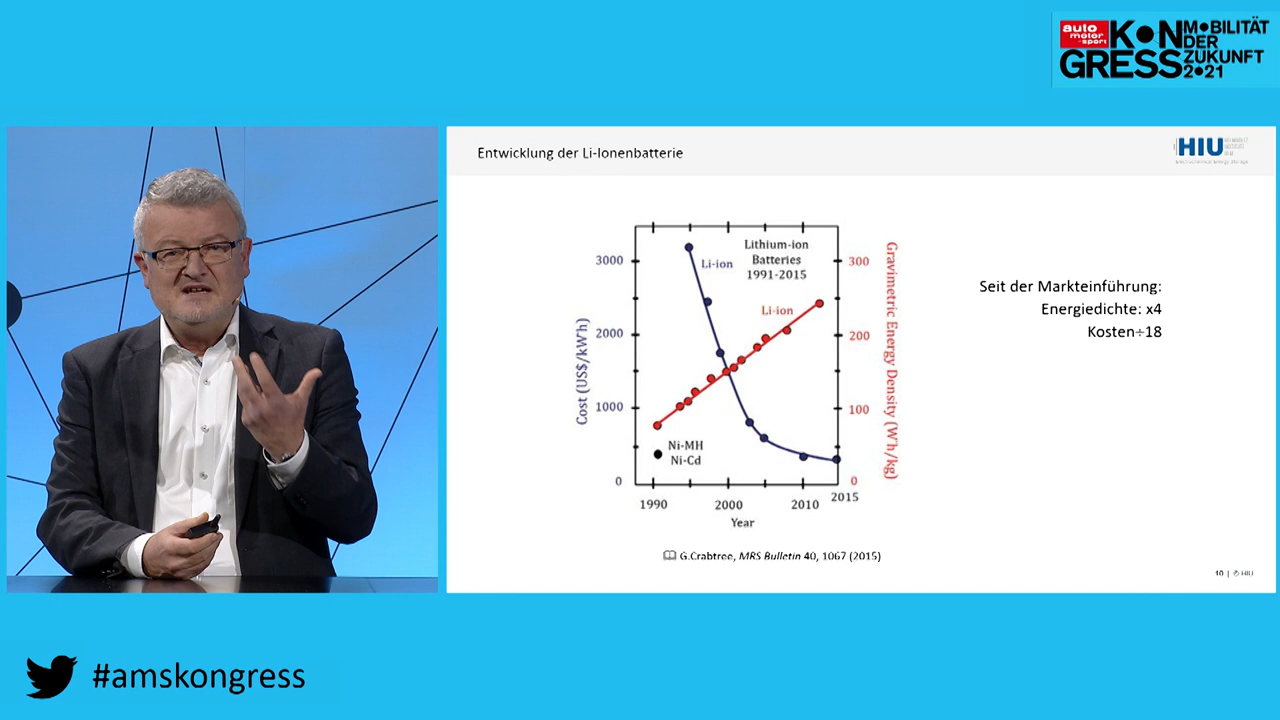 auto
motor
sport
KONGRESS
MOBILITÄT
DER
ZUKUNFT
2021
Entwicklung der Li-Ionenbatterie
HIU
Lithium-ion
Batteries
1991-2015
Li-ion
Li-ion
Ni-MH
Ni-Cd
Cost (US$/kWh)
3000
2000
1000
0
Gravimetric Energy Density (W·h/kg)
300
200
100
0
1990
2000
2010
2015
Year
G.Crabtree, MRS Bulletin 40, 1067 (2015)
Seit der Markteinführung:
Energiedichte: x4
Kosten÷18
10 | © HIU
#amskongress